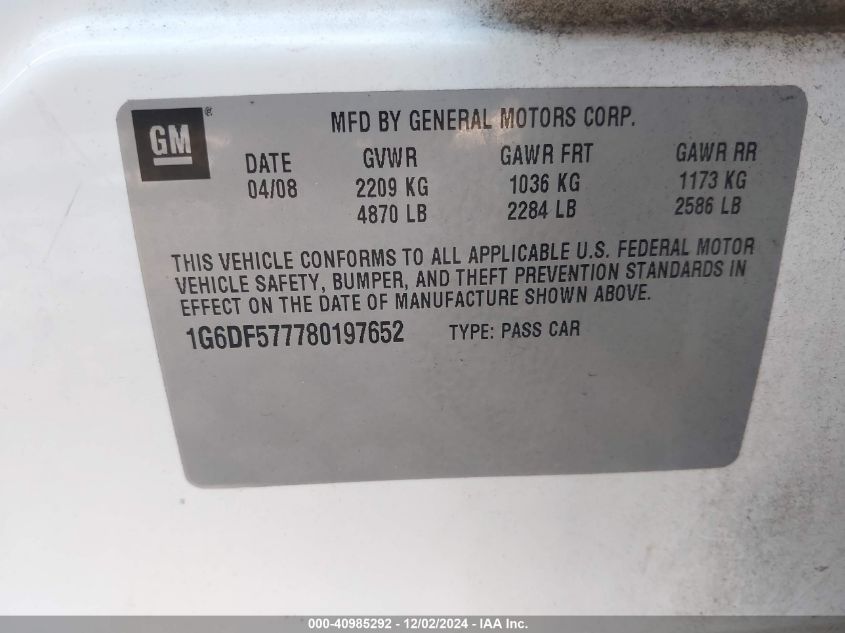 GM®
MFD BY GENERAL MOTORS CORP.
DATE GVWR GAWR FRT GAWR RR
04/08 2209 KG 1036 KG 1173 KG
4870 LB 2284 LB 2586 LB
THIS VEHICLE CONFORMS TO ALL APPLICABLE U.S. FEDERAL MOTOR
VEHICLE SAFETY, BUMPER, AND THEFT PREVENTION STANDARDS IN
EFFECT ON THE DATE OF MANUFACTURE SHOWN ABOVE.
1G6DF577780197652 TYPE: PASS CAR
000-40985292 - 12/02/2024 - IAA Inc.